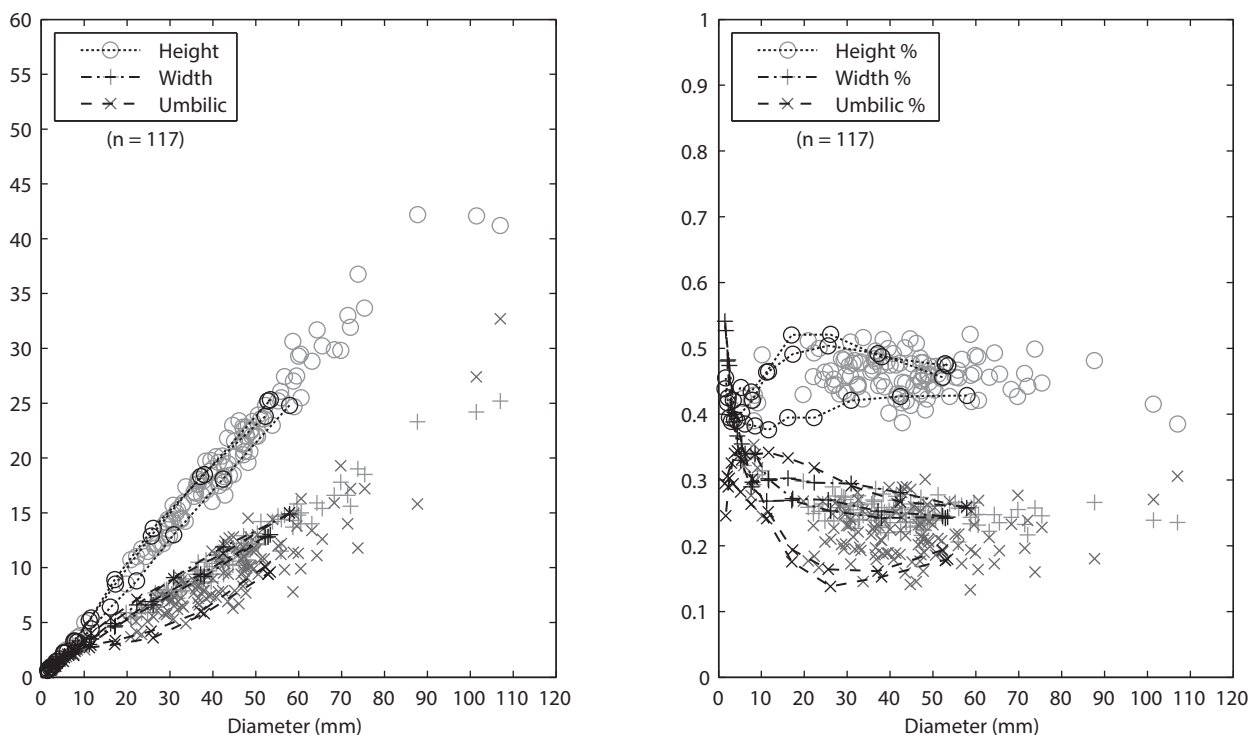 60
55
50
45
40
35
30
25
20
15
10
5
0
Height
Width
Umbilic
(n = 117)
0 10 20 30 40 50 60 70 80 90 100 110 120
Diameter (mm)
1
0.9
0.8
0.7
0.6
0.5
0.4
0.3
0.2
0.1
0
Height %
Width %
Umbilic %
(n = 117)
0 10 20 30 40 50 60 70 80 90 100 110 120
Diameter (mm)